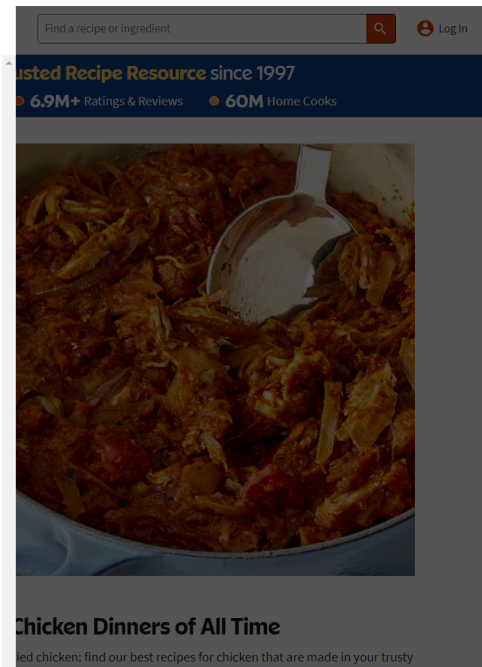 Find a recipe or ingredient
Log In
usted Recipe Resource since 1997
6.9M+ Ratings & Reviews
60M Home Cooks
Chicken Dinners of All Time
ied chicken: find our best recipes for chicken that are made in your trusty